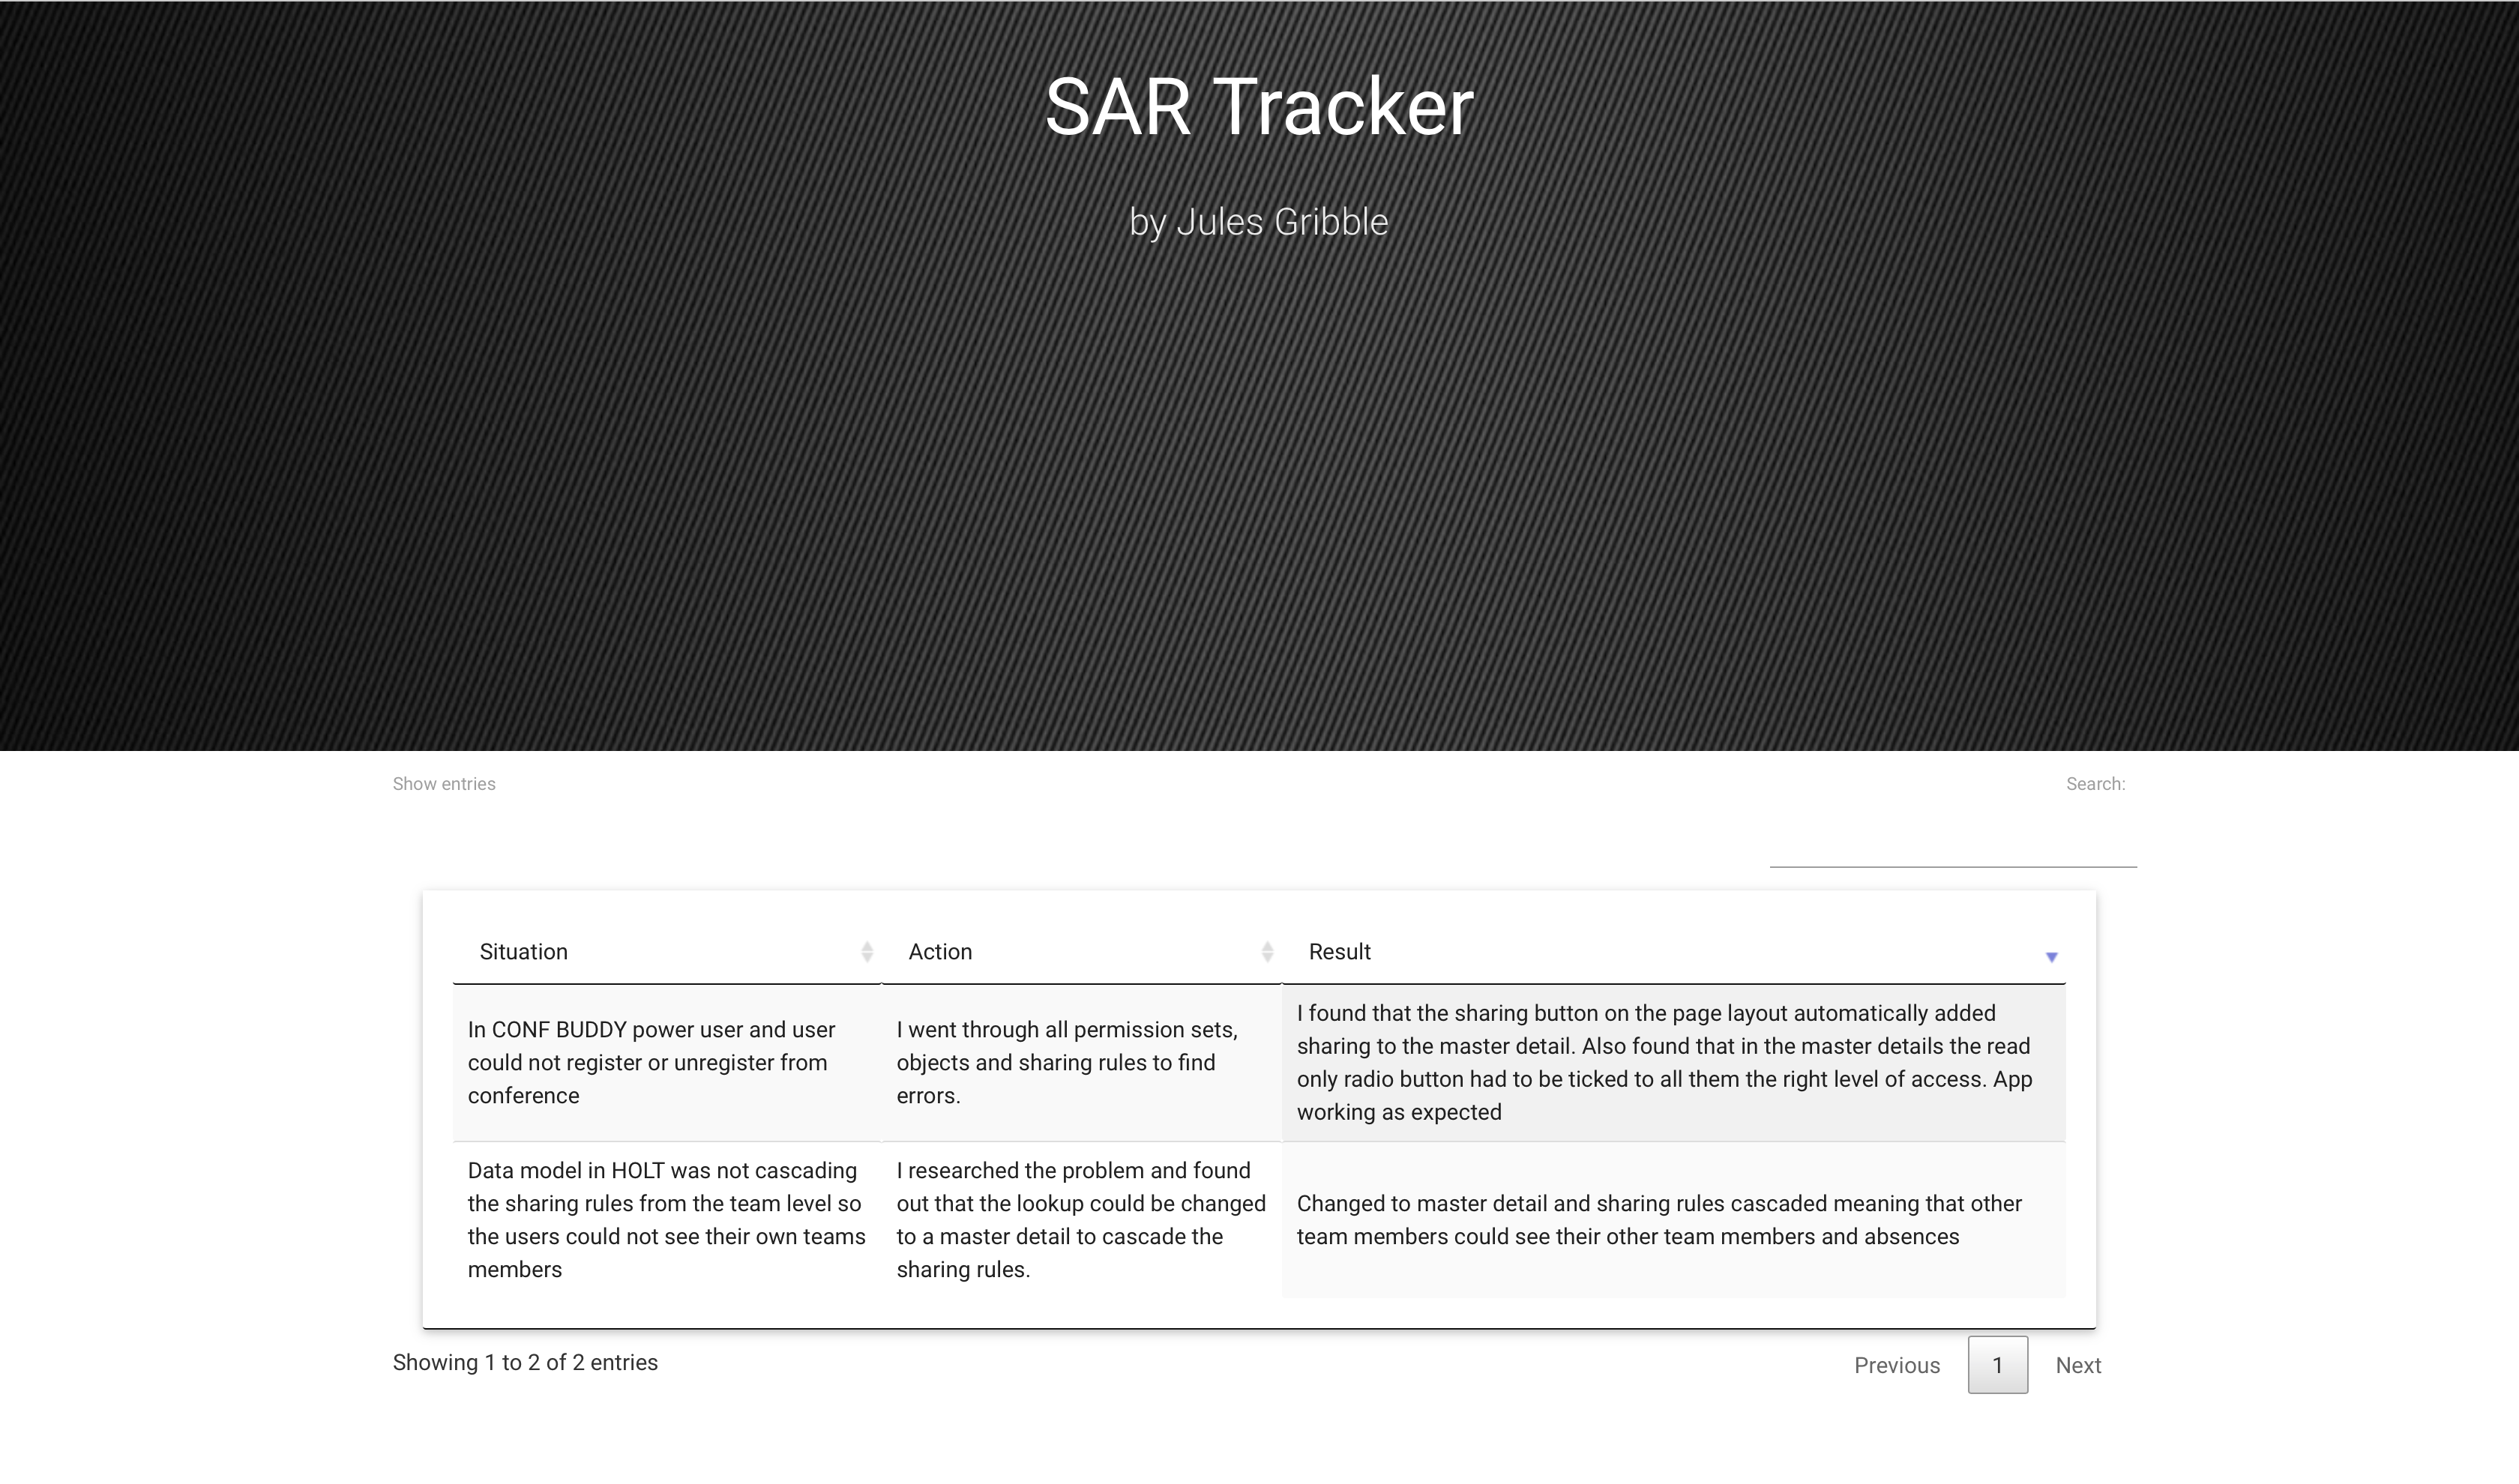 SAR Tracker
by Jules Gribble
Show entries
Search:
Situation
Action
Result
In CONF BUDDY power user and user
could not register or unregister from
conference
I went through all permission sets,
objects and sharing rules to find
errors.
I found that the sharing button on the page layout automatically added
sharing to the master detail. Also found that in the master details the read
only radio button had to be ticked to all them the right level of access. App
working as expected
Data model in HOLT was not cascading
the sharing rules from the team level so
the users could not see their own teams
members
I researched the problem and found
out that the lookup could be changed
to a master detail to cascade the
sharing rules.
Changed to master detail and sharing rules cascaded meaning that other
team members could see their other team members and absences
Showing 1 to 2 of 2 entries
Previous
1
Next